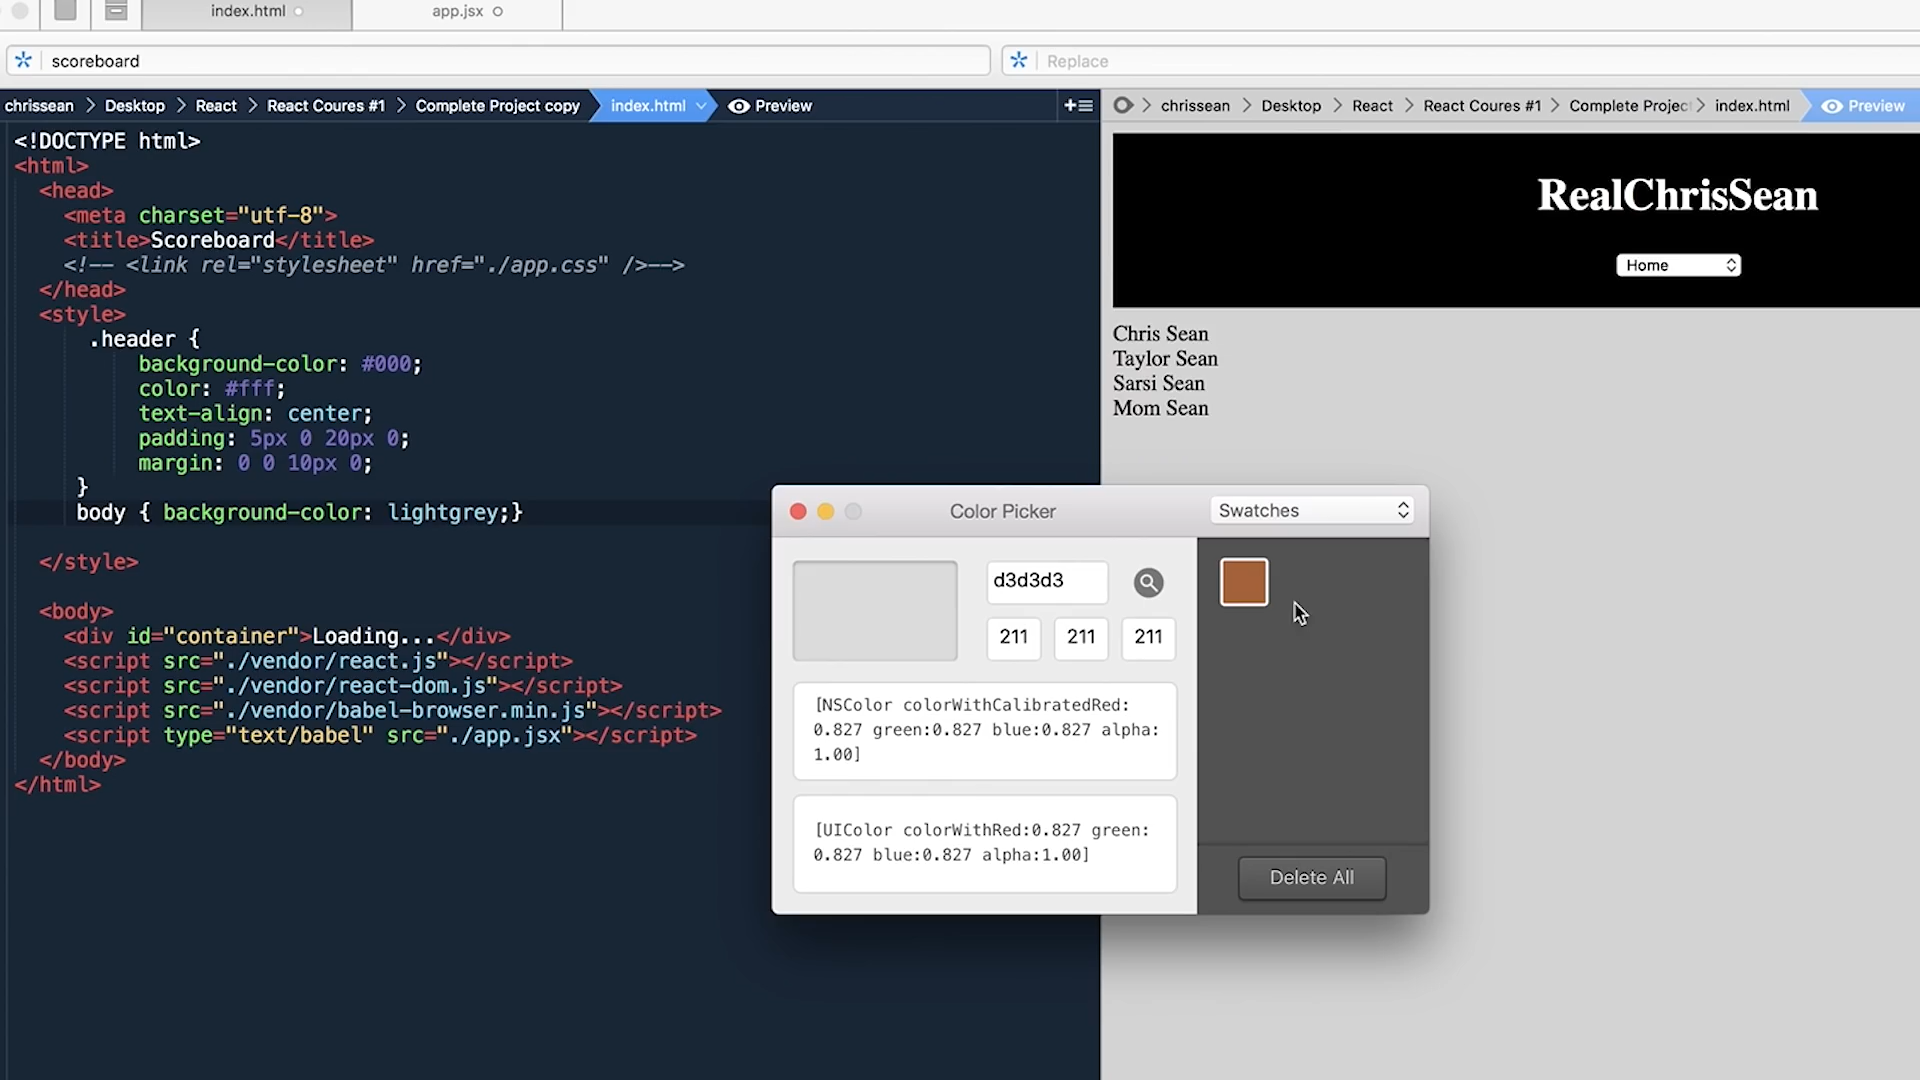 index.html
app.jsx
scoreboard
Replace
chrissean Desktop React React Coures #1 Complete Project copy index.html Preview
<!DOCTYPE html>
<html>
<head>
<meta charset="utf-8">
<title>Scoreboard</title>
<!-- <link rel="stylesheet" href="./app.css" />-->
</head>
<style>
.header {
background-color: #000;
color: #fff;
text-align: center;
padding: 5px 0 20px 0;
margin: 0 0 10px 0;
}
body { background-color: lightgrey;}
</style>
<body>
<div id="container">Loading...</div>
<script src="./vendor/react.js"></script>
<script src="./vendor/react-dom.js"></script>
<script src="./vendor/babel-browser.min.js"></script>
<script type="text/babel" src="./app.jsx"></script>
</body>
</html>
chrissean Desktop React React Coures #1 Complete Projec index.html Preview
RealChrisSean
Home
Chris Sean
Taylor Sean
Sarsi Sean
Mom Sean
Color Picker
Swatches
d3d3d3
211 211 211
[NSColor colorWithCalibratedRed:
0.827 green:0.827 blue:0.827 alpha:
1.00]
[UIColor colorWithRed:0.827 green:
0.827 blue:0.827 alpha:1.00]
Delete All